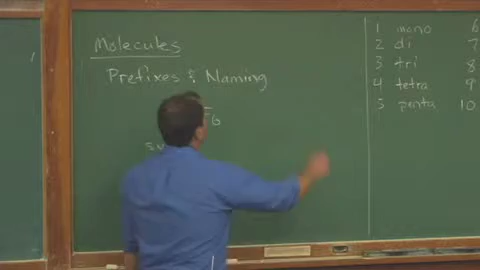 Molecules
Prefixes & Naming
1 mono 6
2 di 7
3 tri 8
4 tetra 9
5 penta 10